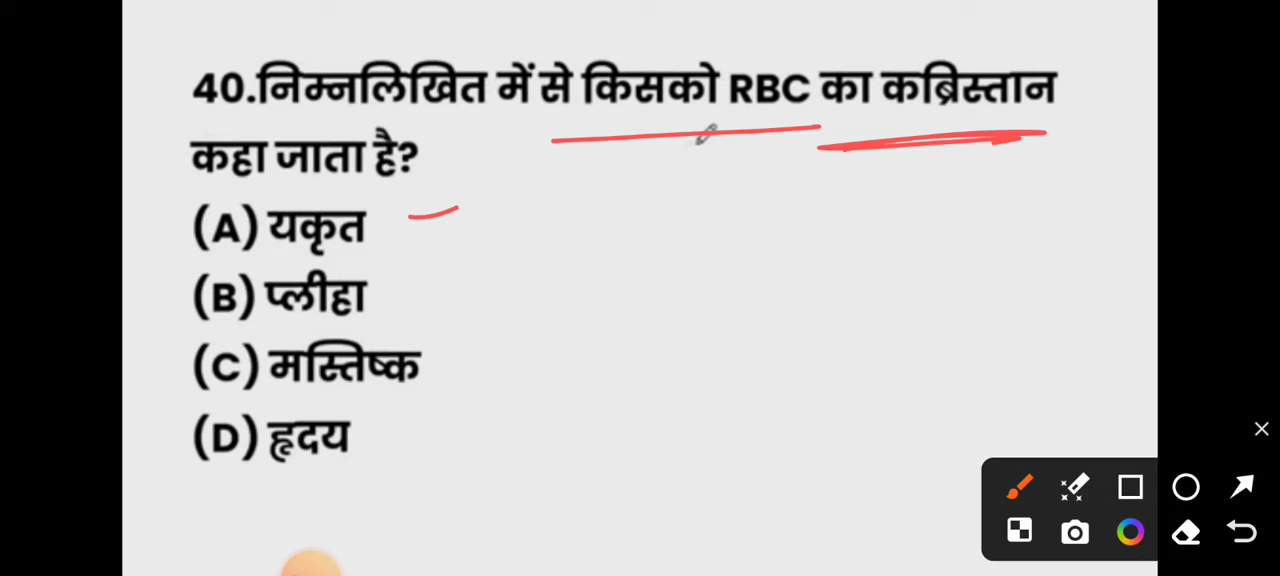 40.निम्नलिखित में से किसको RBC का कब्रिस्तान
कहा जाता है?
(A) यकृत
(B) प्लीहा
(C) मस्तिष्क
(D) हृदय